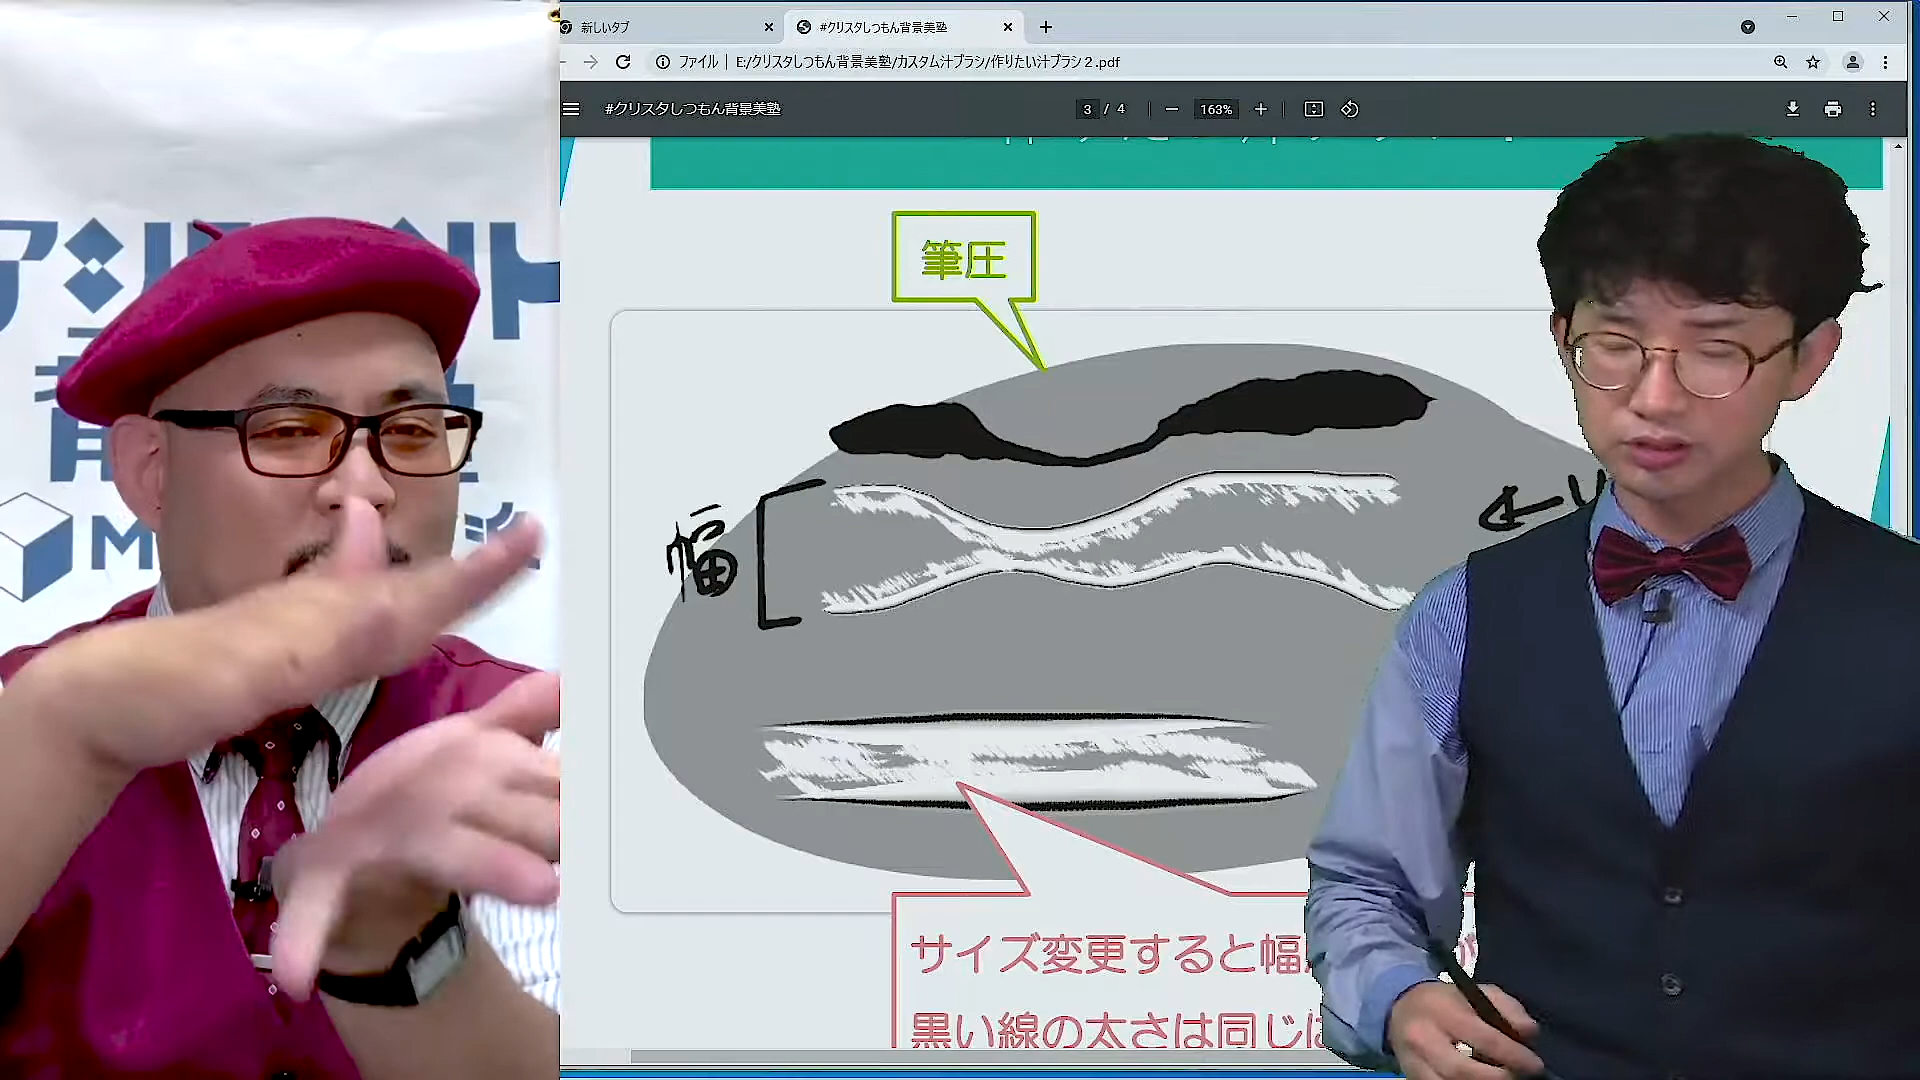 新しいタブ
#クリスタしつもん背景美塾
ファイル | E:/クリスタしつもん背景美塾/カスタム汁ブラシ/作りたい汁ブラシ２.pdf
#クリスタしつもん背景美塾
3 / 4
163%
筆圧
幅
サイズ変更すると幅
黒い線の太さは同じ